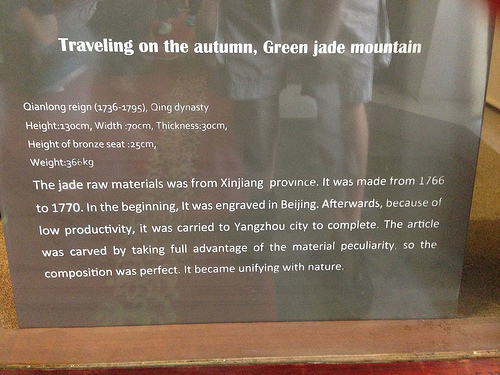 Traveling on the autumn, Green jade mountain
Qianlong reign (1736-1795), Qing dynasty
Height:130cm, Width :70cm, Thickness:30cm,
Height of bronze seat :25cm,
Weight:366kg
The jade raw materials was from Xinjiang province. It was made from 1766
to 1770. In the beginning, It was engraved in Beijing. Afterwards, because of
low productivity, it was carried to Yangzhou city to complete. The article
was carved by taking full advantage of the material peculiarity, so the
composition was perfect. It became unifying with nature.